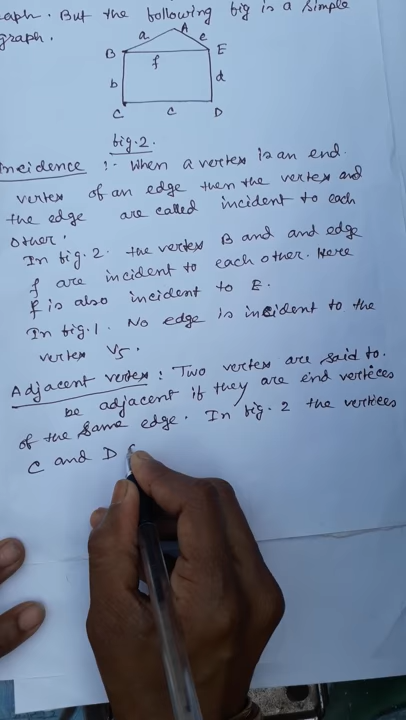 aph. But the following fig is a simple
graph.
a A e
B E
f
b d
C c D
fig.2.
Incidence :- When a vertex is an end
vertex of an edge then the vertex and
the edge are called incident to each
other.
In fig. 2. the vertex B and and edge
f are incident to each other. Here
f is also incident to E.
In fig.1. No edge is incident to the
vertex V5.
Adjacent vertex : Two vertex are said to
be adjacent if they are end vertices
of the same edge. In fig. 2 the vertices
C and D